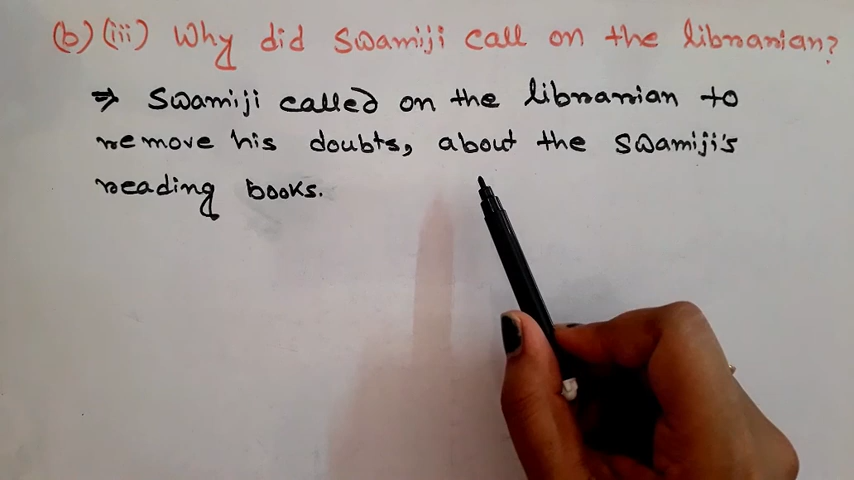 (b)(iii) Why did Swamiji call on the librarian?
⇒ Swamiji called on the librarian to
remove his doubts, about the Swamiji's
reading books.